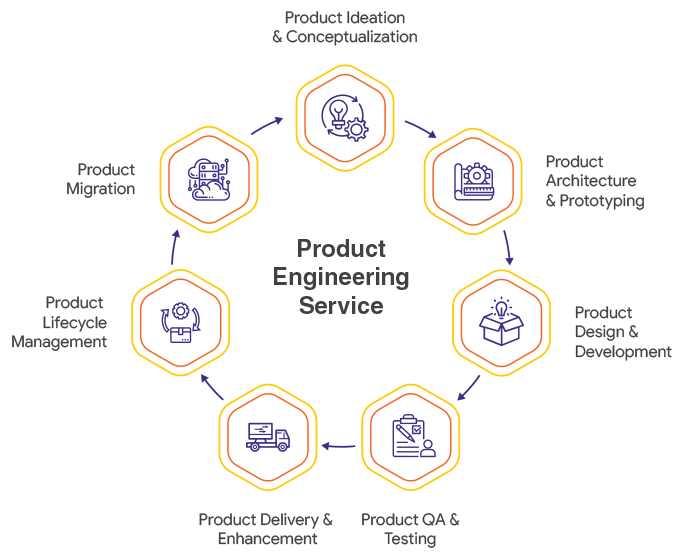 Product Ideation
& Conceptualization
Product
Architecture
& Prototyping
Product
Design &
Development
Product QA &
Testing
Product Delivery &
Enhancement
Product
Lifecycle
Management
Product
Migration
Product
Engineering
Service